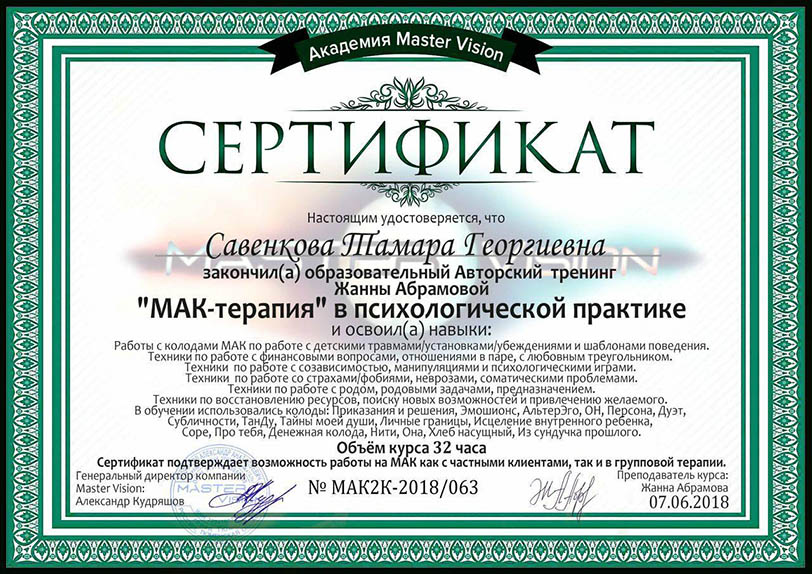 Академия Master Vision
СЕРТИФИКАТ
Настоящим удостоверяется, что
Савенкова Тамара Георгиевна
закончил(а) образовательный Авторский тренинг
Жанны Абрамовой
"МАК-терапия" в психологической практике
и освоил(а) навыки:
Работы с колодами МАК по работе с детскими травмами/установками/убеждениями и шаблонами поведения.
Техники по работе с финансовыми вопросами, отношениями в паре, с любовным треугольником.
Техники по работе с созависимостью, манипуляциями и психологическими играми.
Техники по работе со страхами/фобиями, неврозами, соматическими проблемами.
Техники по работе с родом, родовыми задачами, предназначением.
Техники по восстановлению ресурсов, поиску новых возможностей и привлечению желаемого.
В обучении использовались колоды: Приказания и решения, Эмошионс, АльтерЭго, ОН, Персона, Дуэт,
Субличности, ТанДу, Тайны моей души, Личные границы, Исцеление внутреннего ребенка,
Соре, Про тебя, Денежная колода, Нити, Она, Хлеб насущный, Из сундучка прошлого.
Объём курса 32 часа
Сертификат подтверждает возможность работы на МАК как с частными клиентами, так и в групповой терапии.
Генеральный директор компании
Master Vision:
Александр Кудряшов
№ МАК2К-2018/063
Преподаватель курса:
Жанна Абрамова
07.06.2018
MASTER VISION